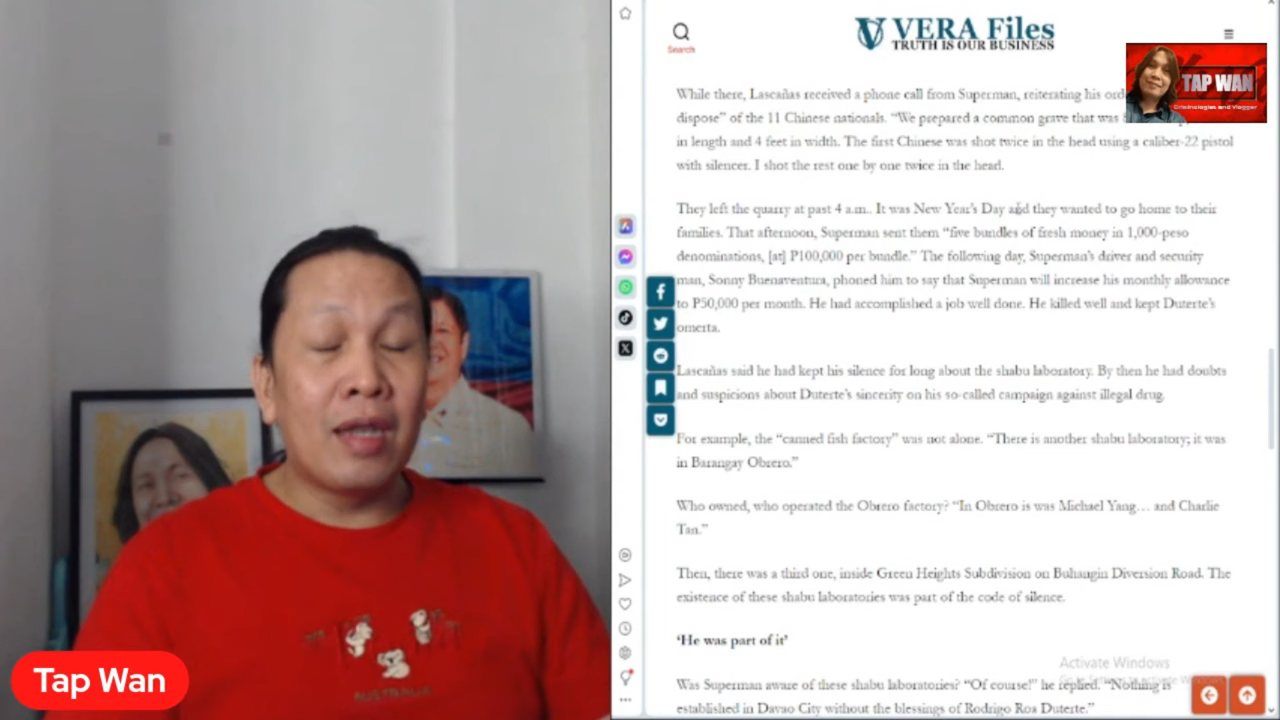 Search
VERA Files
TRUTH IS OUR BUSINESS
TAP WAN
Criminologist and Vlogger
While there, Lascañas received a phone call from Superman, reiterating his
dispose” of the 11 Chinese nationals. “We prepared a common grave that was
in length and 4 feet in width. The first Chinese was shot twice in the head using a caliber-22 pistol
with silencer. I shot the rest one by one twice in the head.
They left the quarry at past 4 a.m.. It was New Year’s Day and they wanted to go home to their
families. That afternoon, Superman sent them “five bundles of fresh money in 1,000-peso
denominations, [at] P100,000 per bundle.” The following day, Superman’s driver and security
man, Sonny Buenaventura, phoned him to say that Superman will increase his monthly allowance
to P50,000 per month. He had accomplished a job well done. He killed well and kept Duterte’s
omerta.
Lascañas said he had kept his silence for long about the shabu laboratory. By then he had doubts
and suspicions about Duterte’s sincerity on his so-called campaign against illegal drug.
For example, the “canned fish factory” was not alone. “There is another shabu laboratory; it was
in Barangay Obrero.”
Who owned, who operated the Obrero factory? “In Obrero is was Michael Yang… and Charlie
Tan.”
Then, there was a third one, inside Green Heights Subdivision on Buhangin Diversion Road. The
existence of these shabu laboratories was part of the code of silence.
‘He was part of it’
Was Superman aware of these shabu laboratories? “Of course!” he replied. “Nothing is
established in Davao City without the blessings of Rodrigo Roa Duterte.”
Activate Windows
AUSTRALIA
Tap Wan